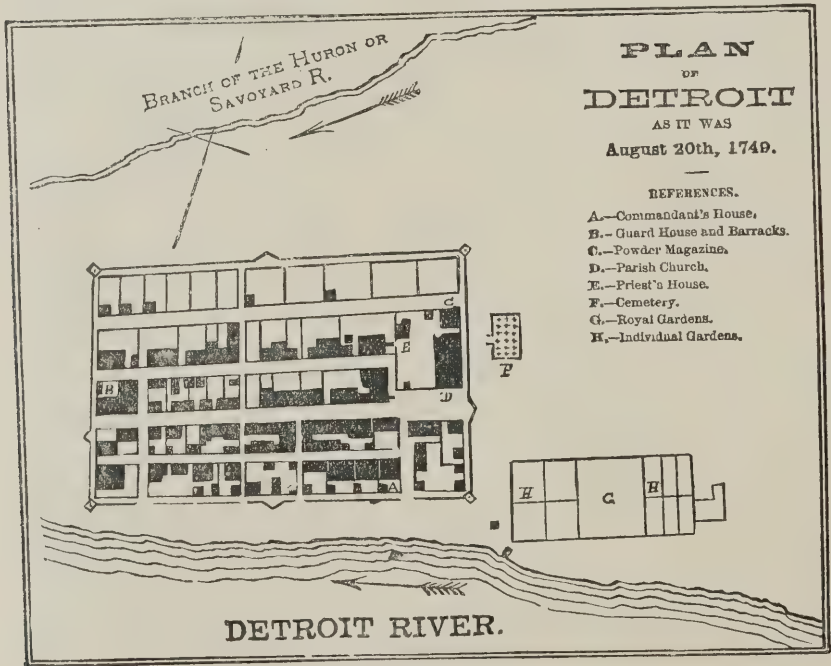 PLAN
OF
DETROIT
AS IT WAS
August 20th, 1749.
REFERENCES.
A.—Commandant's House.
B.—Guard House and Barracks.
C.—Powder Magazine.
D.—Parish Church.
E.—Priest's House.
F.—Cemetery.
G.—Royal Gardens.
H.—Individual Gardens.
BRANCH OF THE HURON OR
SAVOYARD R.
C
E
F
B
D
A
H
G
H
DETROIT RIVER.